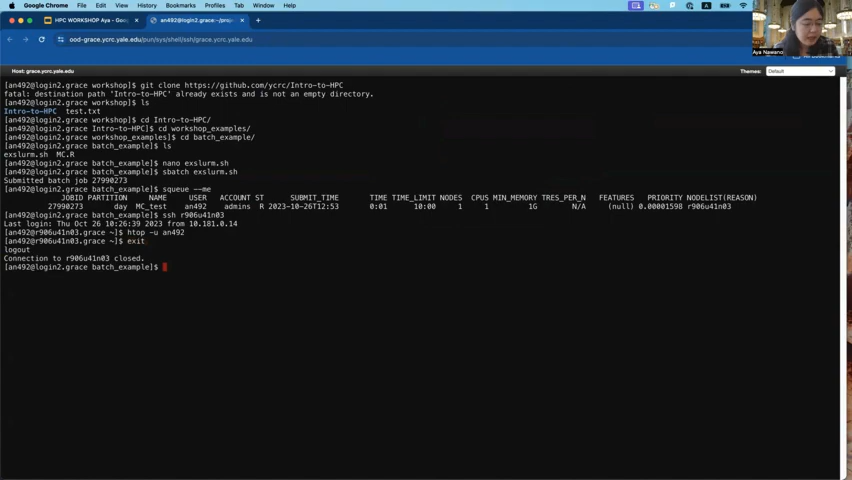 Google Chrome File Edit View History Bookmarks Profiles Tab Window Help
HPC WORKSHOP Aya - Goo an492@login2.grace:~/proje
ood-grace.ycrc.yale.edu/pun/sys/shell/ssh/grace.ycrc.yale.edu
Host: grace.ycrc.yale.edu Themes: Default
[an492@login2.grace workshop]$ git clone https://github.com/ycrc/Intro-to-HPC
fatal: destination path 'Intro-to-HPC' already exists and is not an empty directory.
[an492@login2.grace workshop]$ ls
Intro-to-HPC test.txt
[an492@login2.grace workshop]$ cd Intro-to-HPC/
[an492@login2.grace Intro-to-HPC]$ cd workshop_examples/
[an492@login2.grace workshop_examples]$ cd batch_example/
[an492@login2.grace batch_example]$ ls
exslurm.sh MC.R
[an492@login2.grace batch_example]$ nano exslurm.sh
[an492@login2.grace batch_example]$ sbatch exslurm.sh
Submitted batch job 27990273
[an492@login2.grace batch_example]$ squeue --me
JOBID PARTITION NAME USER ACCOUNT ST SUBMIT_TIME TIME TIME_LIMIT NODES CPUS MIN_MEMORY TRES_PER_N FEATURES PRIORITY NODELIST(REASON)
27990273 day MC_test an492 admins R 2023-10-26T12:53 0:01 10:00 1 1 1G N/A (null) 0.00001598 r906u41n03
[an492@login2.grace batch_example]$ ssh r906u41n03
Last login: Thu Oct 26 10:26:39 2023 from 10.181.0.14
[an492@r906u41n03.grace ~]$ htop -u an492
[an492@r906u41n03.grace ~]$ exit
logout
Connection to r906u41n03 closed.
[an492@login2.grace batch_example]$